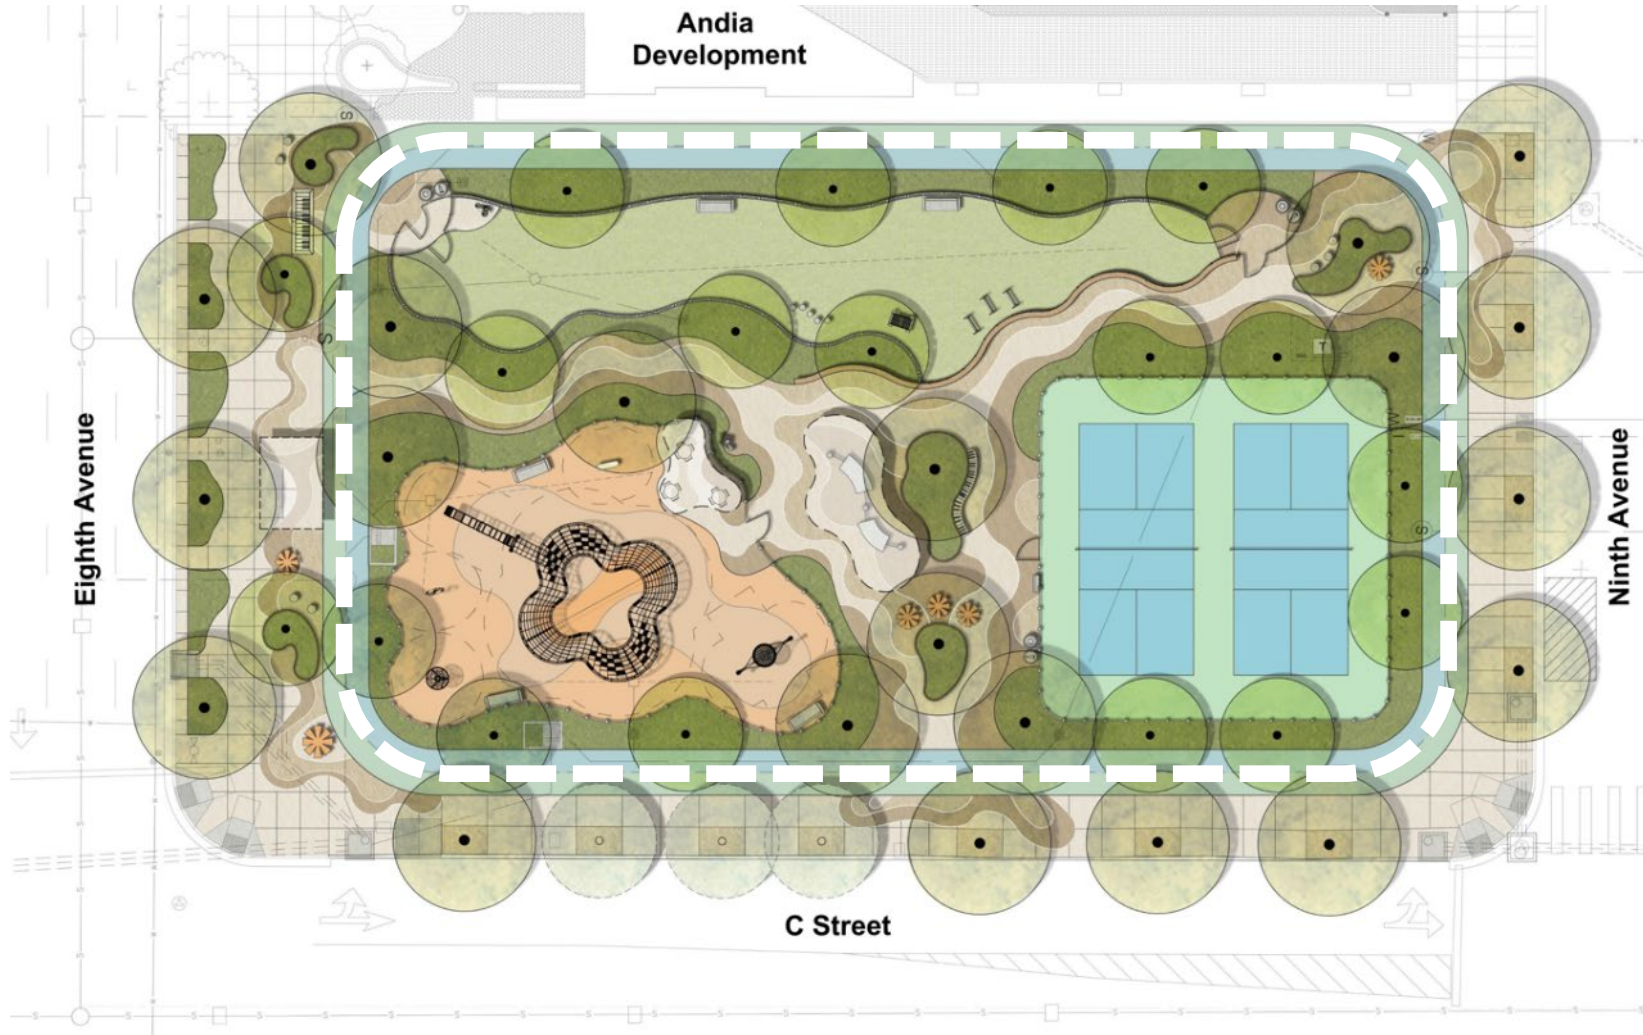 Andia
Development
Eighth Avenue
Ninth Avenue
C Street
S
S
S
S
S
W
W
T